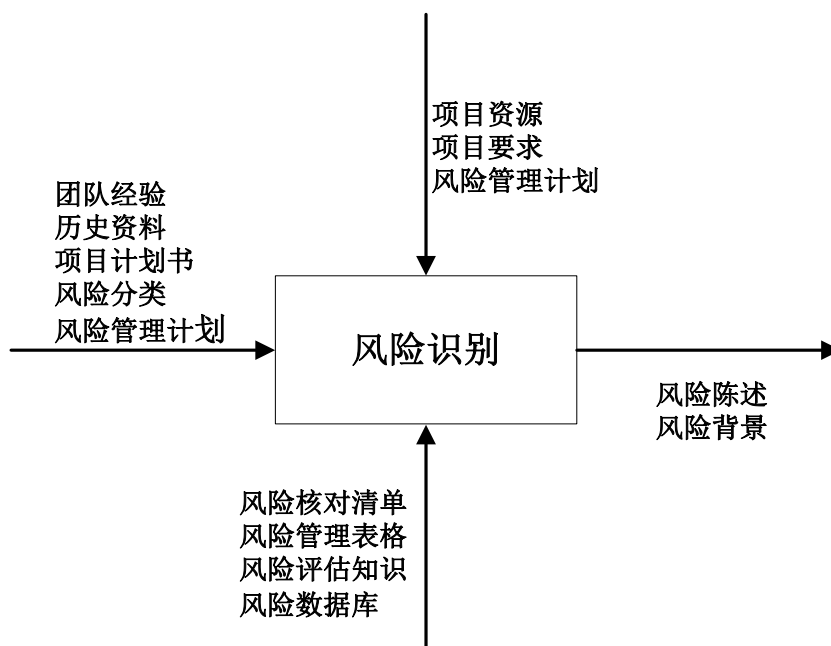 项目资源
项目要求
风险管理计划
团队经验
历史资料
项目计划书
风险分类
风险管理计划
风险识别
风险陈述
风险背景
风险核对清单
风险管理表格
风险评估知识
风险数据库